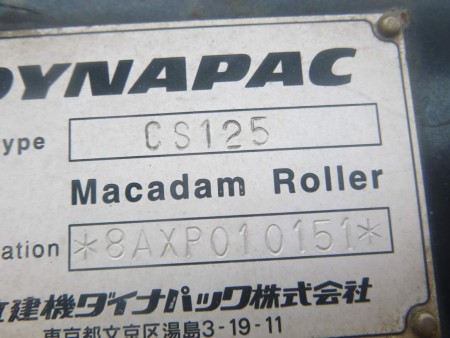 DYNAPAC
ype CS125
Macadam Roller
ation *8AXP010151*
建機ダイナパック株式会社
東京都文京区湯島3-19-11